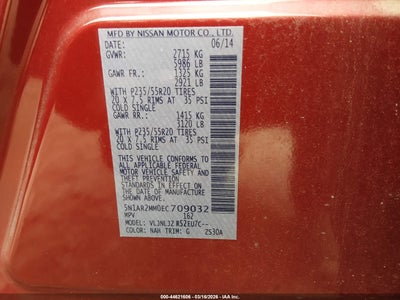 MFD BY NISSAN MOTOR CO., LTD.
06/14
GVWR: 2715 KG
5986 LB
GAWR FR.: 1325 KG
2921 LB
WITH P235/55R20 TIRES
20 X 7.5 RIMS AT 35 PSI
COLD SINGLE
GAWR RR.: 1415 KG
3120 LB
WITH P235/55R20 TIRES
20 X 7.5 RIMS AT 35 PSI
COLD SINGLE
THIS VEHICLE CONFORMS TO ALL
APPLICABLE FEDERAL MOTOR VEHICLE
SAFETY AND THEFT PREVENTION
STANDARDS IN EFFECT ON THE
DATE OF MANUFACTURE SHOWN
ABOVE.
5N1AR2MM0EC709032
MPV 162
MODEL:
COLOR: NAH TRIM: G 2S30A
000-44621606 - 03/18/2026 - IAA, Inc.